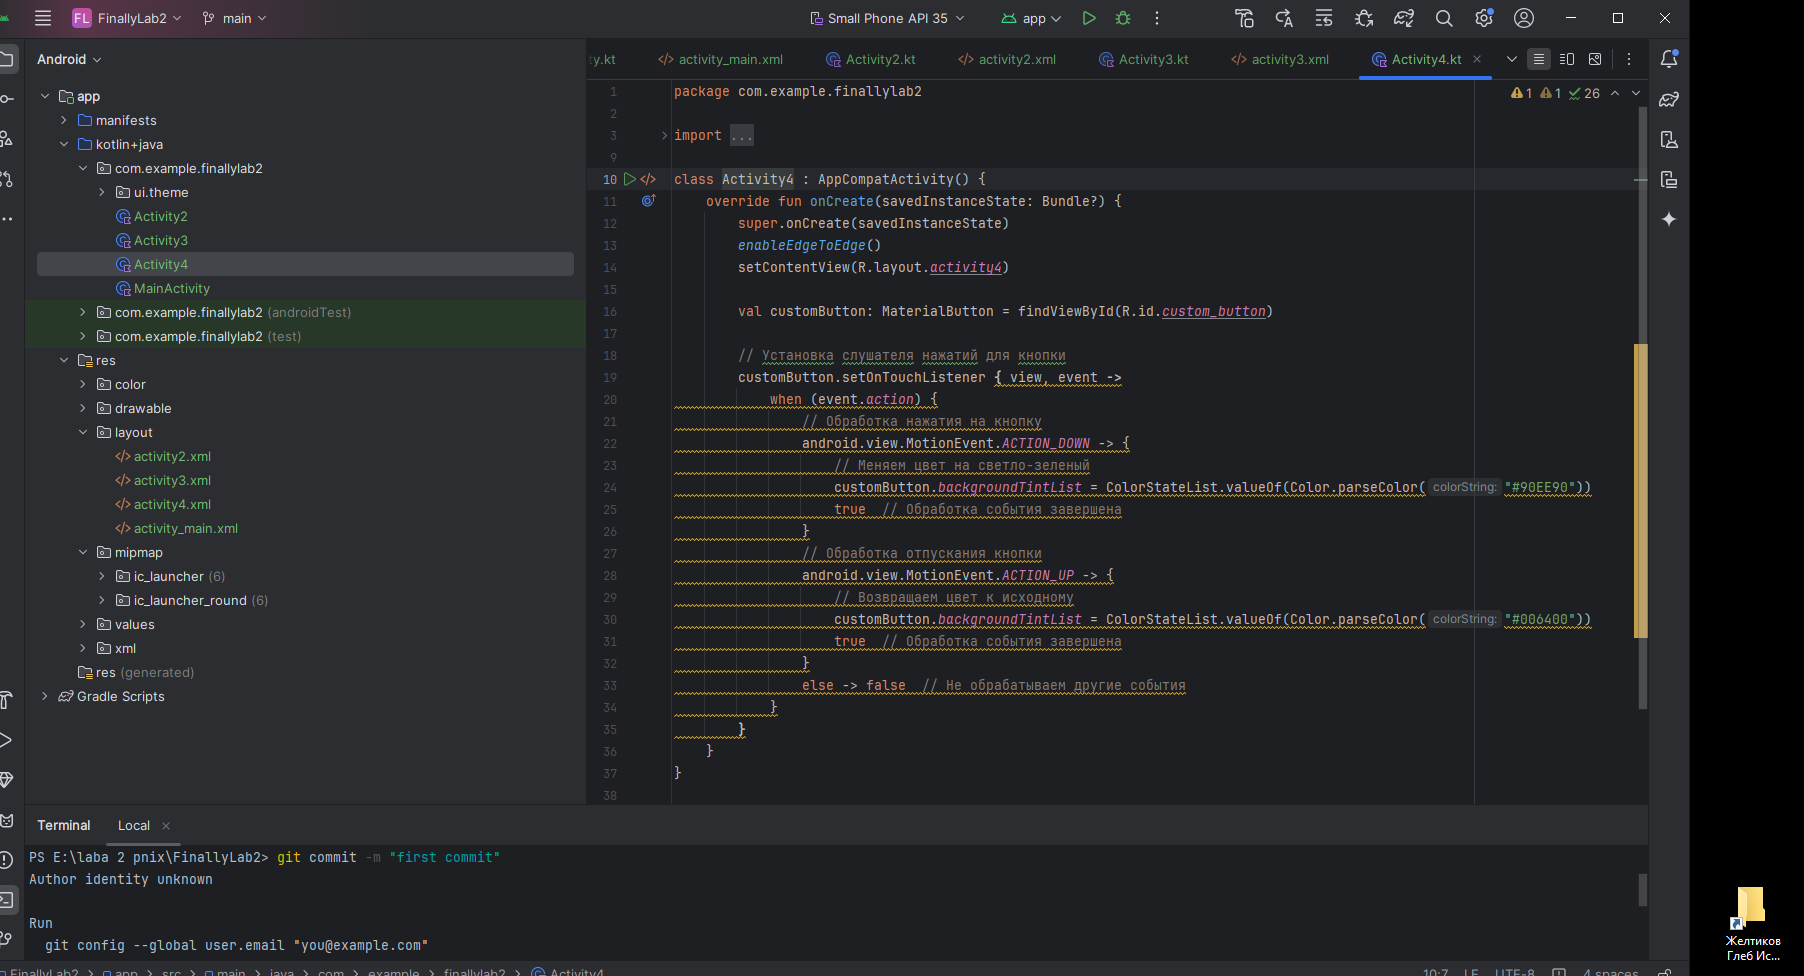 FL FinallyLab2 main Small Phone API 35 app
Android
app
manifests
kotlin+java
com.example.finallylab2
ui.theme
Activity2
Activity3
Activity4
MainActivity
com.example.finallylab2 (androidTest)
com.example.finallylab2 (test)
res
color
drawable
layout
activity2.xml
activity3.xml
activity4.xml
activity_main.xml
mipmap
ic_launcher (6)
ic_launcher_round (6)
values
xml
res (generated)
Gradle Scripts
ty.kt activity_main.xml Activity2.kt activity2.xml Activity3.kt activity3.xml Activity4.kt
1 1 26
1 package com.example.finallylab2
2
3 import ...
9
10 class Activity4 : AppCompatActivity() {
11 override fun onCreate(savedInstanceState: Bundle?) {
12 super.onCreate(savedInstanceState)
13 enableEdgeToEdge()
14 setContentView(R.layout.activity4)
15
16 val customButton: MaterialButton = findViewById(R.id.custom_button)
17
18 // Установка слушателя нажатий для кнопки
19 customButton.setOnTouchListener { view, event ->
20 when (event.action) {
21 // Обработка нажатия на кнопку
22 android.view.MotionEvent.ACTION_DOWN -> {
23 // Меняем цвет на светло-зеленый
24 customButton.backgroundTintList = ColorStateList.valueOf(Color.parseColor( colorString: "#90EE90"))
25 true // Обработка события завершена
26 }
27 // Обработка отпускания кнопки
28 android.view.MotionEvent.ACTION_UP -> {
29 // Возвращаем цвет к исходному
30 customButton.backgroundTintList = ColorStateList.valueOf(Color.parseColor( colorString: "#006400"))
31 true // Обработка события завершена
32 }
33 else -> false // Не обрабатываем другие события
34 }
35 }
36 }
37 }
38
Terminal Local
PS E:\laba 2 pnix\FinallyLab2> git commit -m "first commit"
Author identity unknown
Run
git config --global user.email "you@example.com"
FinallyLab2 > app > src > main > java > com > example > finallylab2 > Activity4
10:7 LF UTF-8 4 spaces
Желтиков
Глеб Ис...